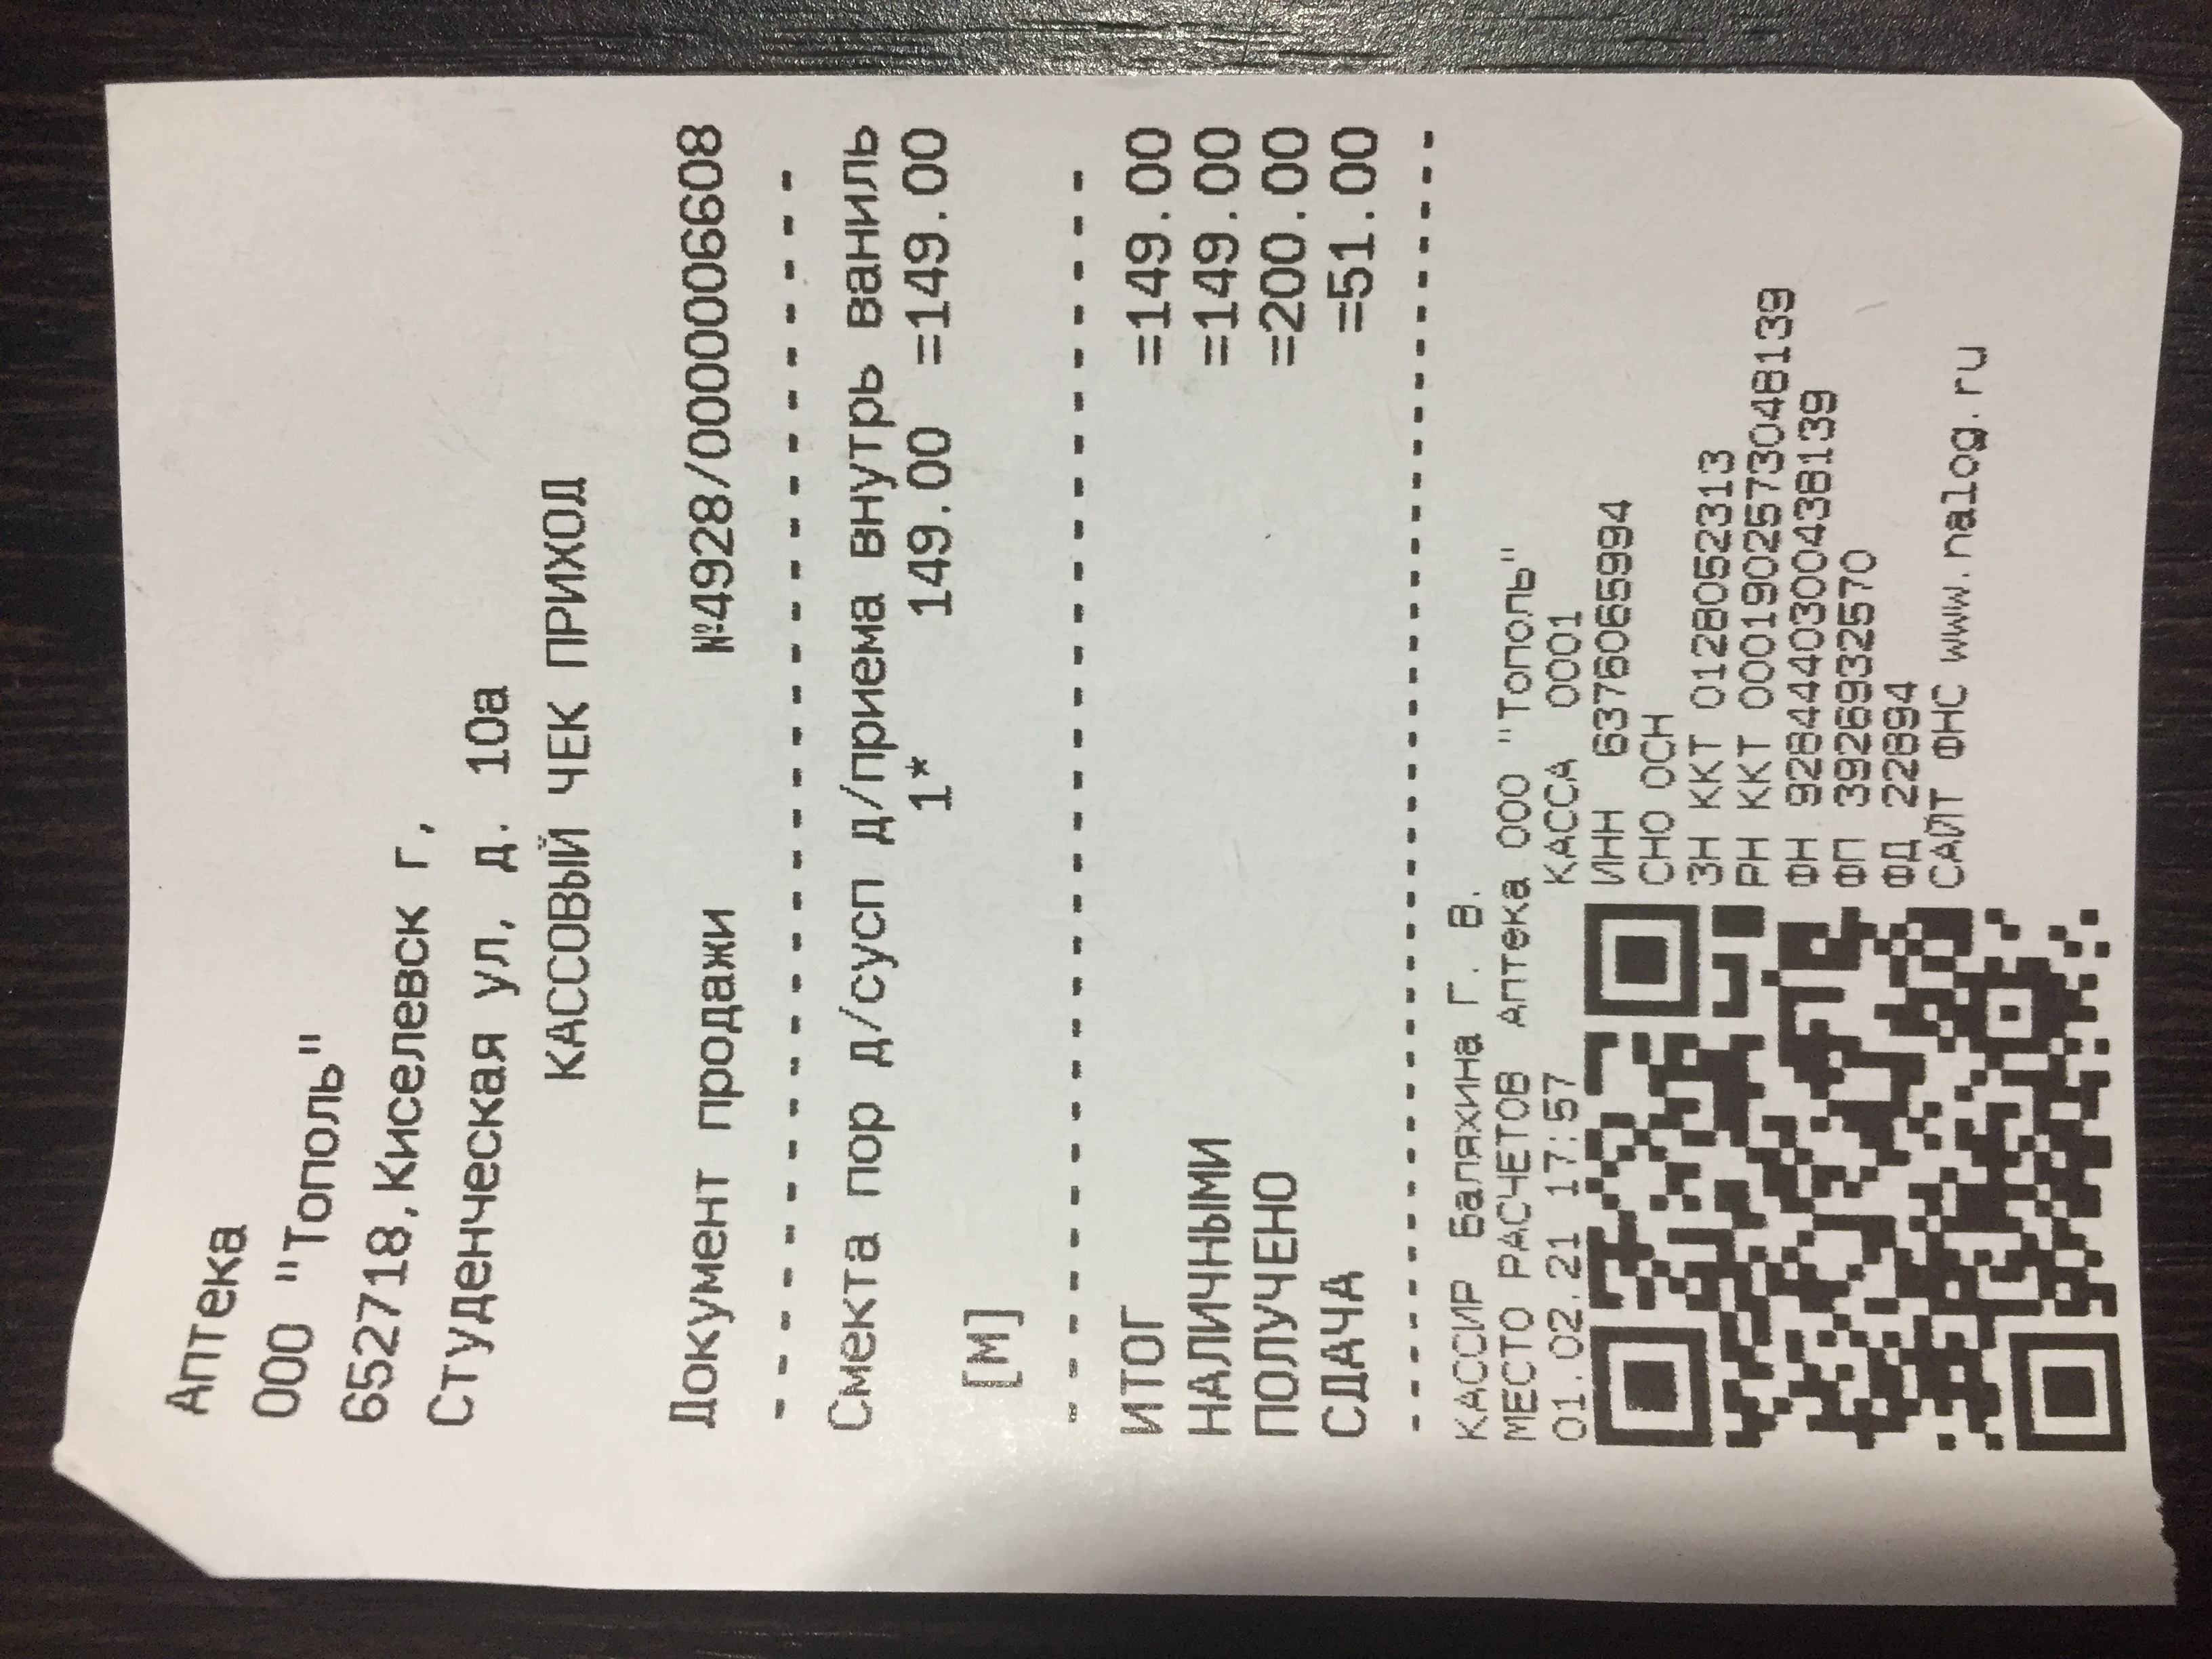 Аптека
ООО "Тополь"
652718,Киселевск г,
Студенческая ул, д. 10а
КАССОВЫЙ ЧЕК ПРИХОД
Документ продажи №4928/0000006608
Смекта пор д/сусп д/приема внутрь ваниль
1* 149.00 =149.00
[М]
ИТОГ =149.00
НАЛИЧНЫМИ =149.00
ПОЛУЧЕНО =200.00
СДАЧА =51.00
КАССИР Баляхина Г. В.
МЕСТО РАСЧЕТОВ Аптека ООО "Тополь"
01.02.21 17:57 КАССА 0001
ИНН 6376065994
СНО ОСН
ЗН ККТ 0128052313
РН ККТ 0001902573048139
ФН 9284440300438139
ФП 3926932570
ФД 22894
САЙТ ФНС www.nalog.ru